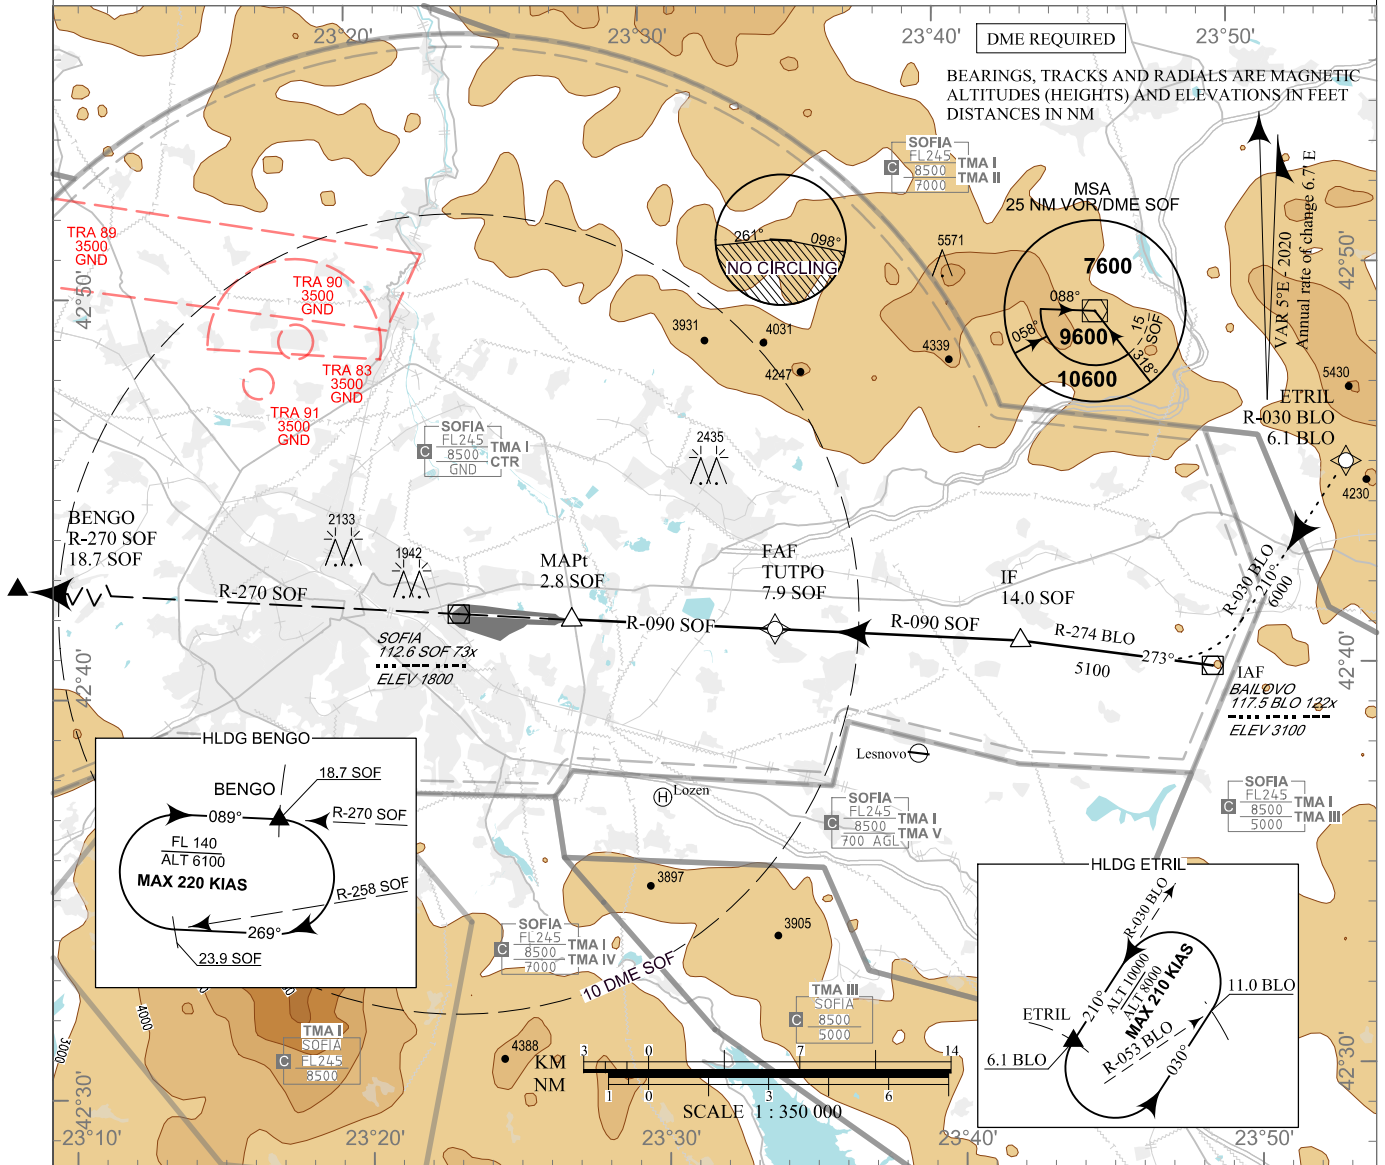 23°20'
23°30'
23°40'
23°50'
DME REQUIRED
BEARINGS, TRACKS AND RADIALS ARE MAGNETIC
ALTITUDES (HEIGHTS) AND ELEVATIONS IN FEET
DISTANCES IN NM
SOFIA
FL245
8500
7000
C
TMA I
TMA II
MSA
25 NM VOR/DME SOF
7600
088°
058°
9600
15
SOF
318°
10600
VAR 5°E - 2020
Annual rate of change 6.7' E
42°50'
TRA 89
3500
GND
TRA 90
3500
GND
TRA 83
3500
GND
TRA 91
3500
GND
42°50'
261°
098°
NO CIRCLING
5571
3931
4031
4247
4339
5430
ETRIL
R-030 BLO
6.1 BLO
4230
SOFIA
FL245
8500
GND
C
TMA I
CTR
2435
2133
1942
BENGO
R-270 SOF
18.7 SOF
R-270 SOF
MAPt
2.8 SOF
FAF
TUTPO
7.9 SOF
IF
14.0 SOF
R-030 BLO
210°
6000
R-090 SOF
R-090 SOF
R-274 BLO
273°
5100
SOFIA
112.6 SOF 73x
ELEV 1800
IAF
BAILOVO
117.5 BLO 122x
ELEV 3100
42°40'
42°40'
HLDG BENGO
BENGO
18.7 SOF
089°
R-270 SOF
FL 140
ALT 6100
MAX 220 KIAS
R-258 SOF
269°
23.9 SOF
Lesnovo
H
Lozen
SOFIA
FL245
8500
700 AGL
C
TMA I
TMA V
SOFIA
FL245
8500
5000
C
TMA I
TMA III
3897
3905
SOFIA
FL245
8500
7000
C
TMA I
TMA IV
10 DME SOF
TMA III
SOFIA
8500
5000
C
HLDG ETRIL
R-030 BLO
210°
ALT 10000
ALT 8000
MAX 210 KIAS
R-053 BLO
030°
11.0 BLO
ETRIL
6.1 BLO
4000
3000
TMA I
SOFIA
FL245
8500
C
4388
KM
3
0
7
14
NM
1
0
3
6
SCALE 1 : 350 000
42°30'
42°30'
23°10'
23°20'
23°30'
23°40'
23°50'